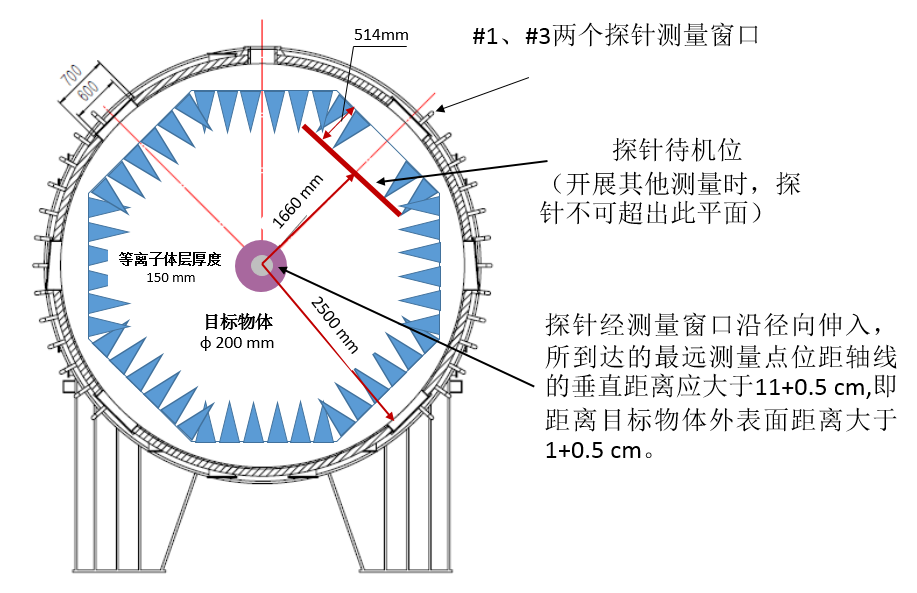 514mm
#1、#3两个探针测量窗口
700
600
探针待机位
（开展其他测量时，探
针不可超出此平面）
1660 mm
等离子体层厚度
150 mm
2500 mm
目标物体
ф 200 mm
探针经测量窗口沿径向伸入，
所到达的最远测量点位距轴线
的垂直距离应大于11+0.5 cm,即
距离目标物体外表面距离大于
1+0.5 cm。